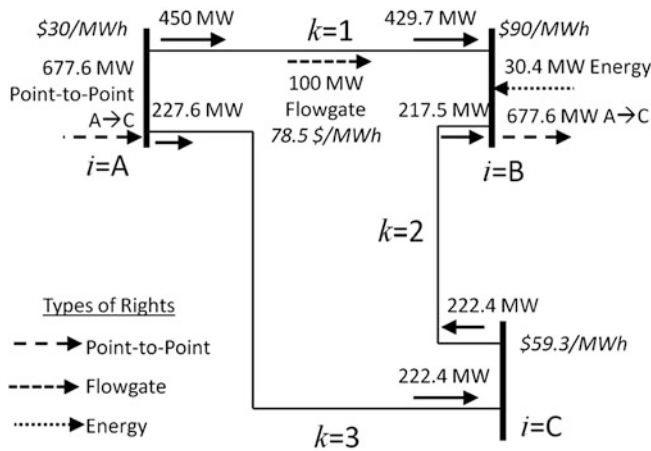 450 MW
k=1
429.7 MW
$30/MWh
$90/MWh
677.6 MW
Point-to-Point
A→C
100 MW
Flowgate
78.5 $/MWh
30.4 MW Energy
227.6 MW
217.5 MW
677.6 MW A→C
i=A
i=B
k=2
222.4 MW
$59.3/MWh
Types of Rights
Point-to-Point
Flowgate
Energy
222.4 MW
k=3
i=C